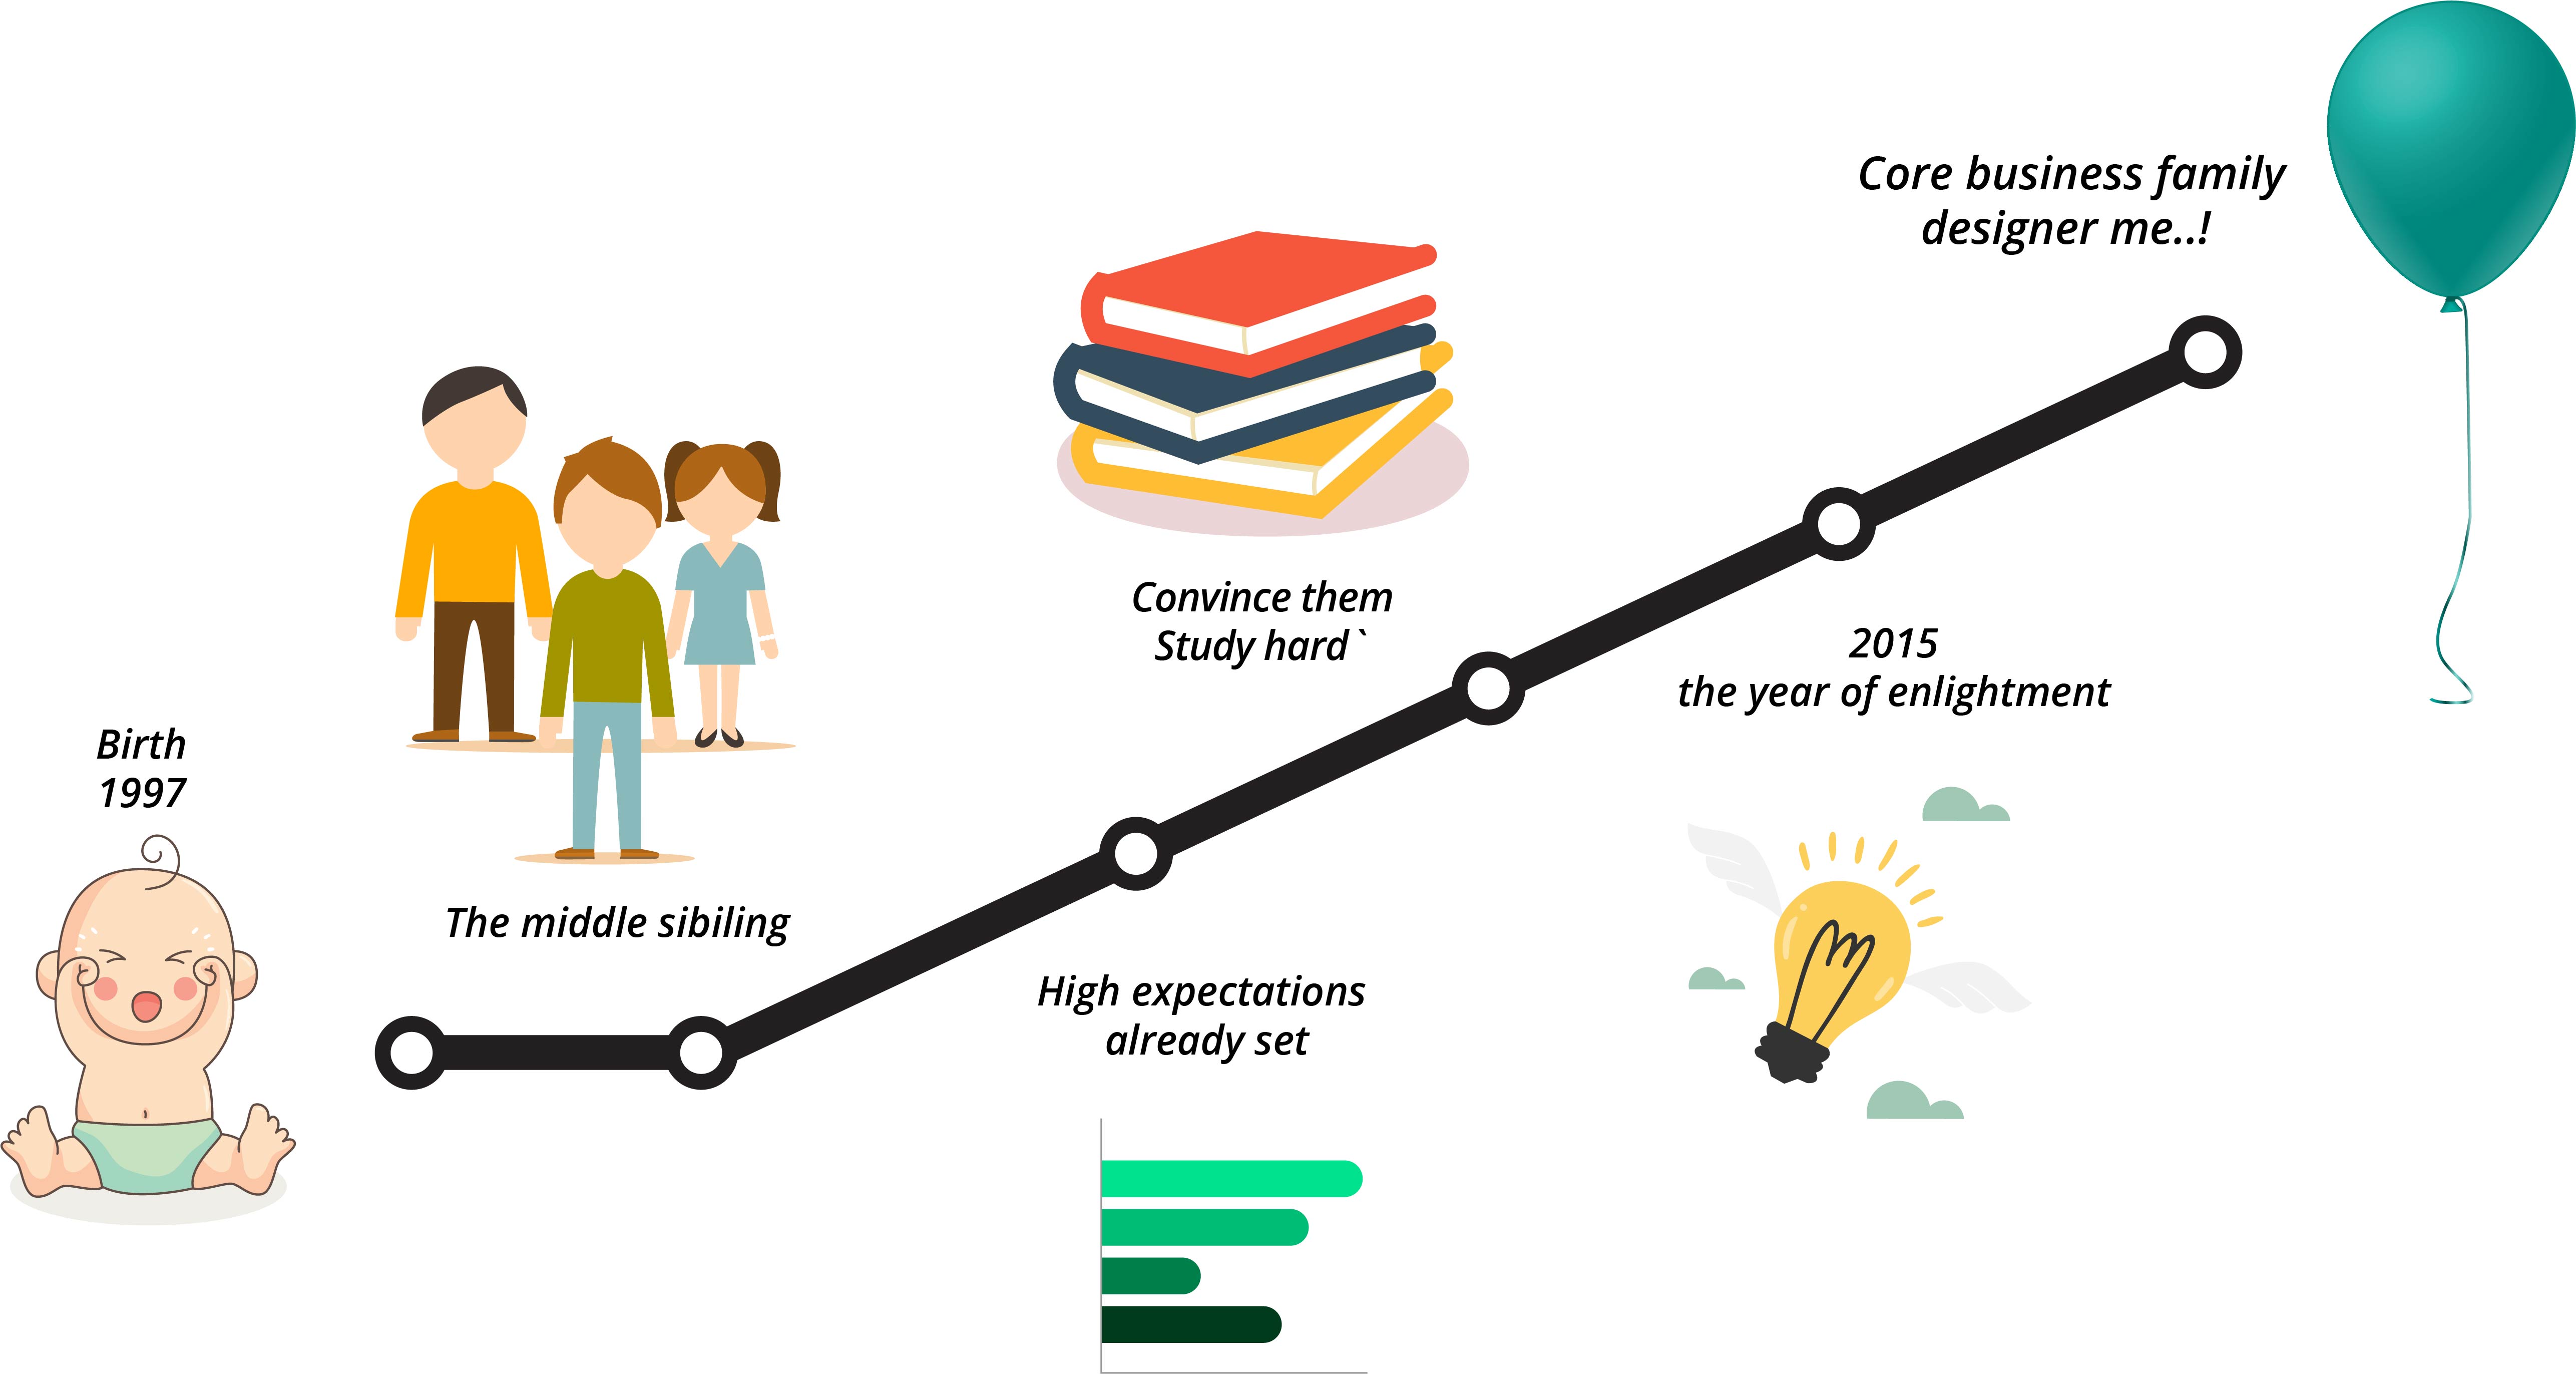 Birth
1997
The middle sibiling
High expectations
already set
Convince them
Study hard `
2015
the year of enlightment
Core business family
designer me..!